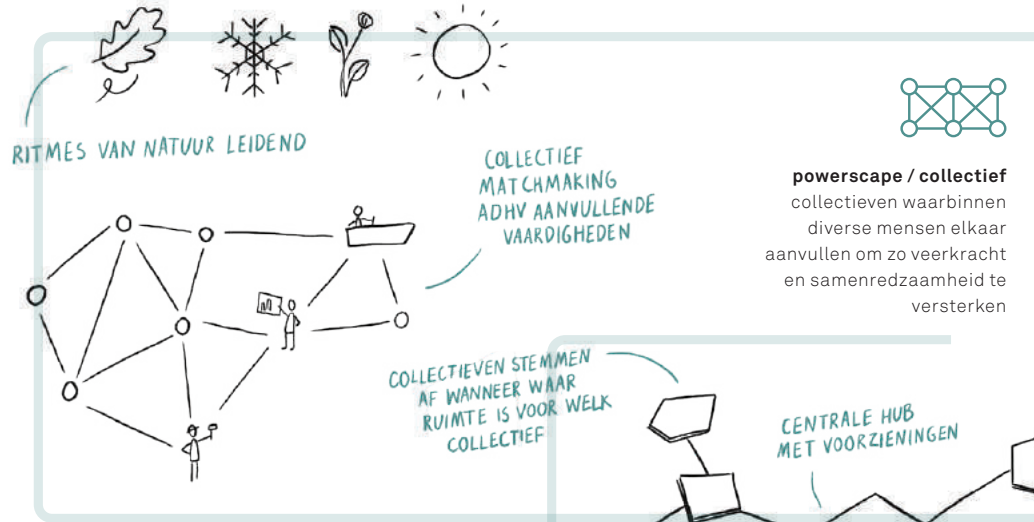 RITMES VAN NATUUR LEIDEND
COLLECTIEF
MATCHMAKING
ADHV AANVULLENDE
VAARDIGHEDEN
powerscape / collectief
collectieven waarbinnen
diverse mensen elkaar
aanvullen om zo veerkracht
en samenredzaamheid te
versterken
COLLECTIEVEN STEMMEN
AF WANNEER WAAR
RUIMTE IS VOOR WELK
COLLECTIEF
CENTRALE HUB
MET VOORZIENINGEN